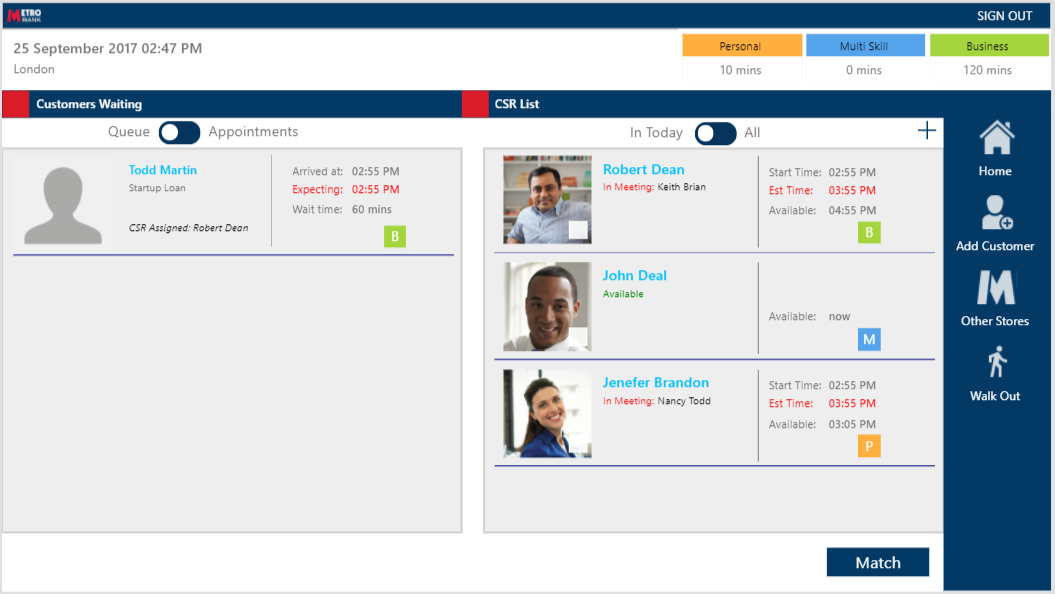 METRO
BANK
SIGN OUT
25 September 2017 02:47 PM
London
Personal
10 mins
Multi Skill
0 mins
Business
120 mins
Customers Waiting
Queue Appointments
Todd Martin
Startup Loan
CSR Assigned: Robert Dean
Arrived at: 02:55 PM
Expecting: 02:55 PM
Wait time: 60 mins
B
CSR List
In Today All
Robert Dean
In Meeting: Keith Brian
Start Time: 02:55 PM
Est Time: 03:55 PM
Available: 04:55 PM
B
John Deal
Available
Available: now
M
Jenefer Brandon
In Meeting: Nancy Todd
Start Time: 02:55 PM
Est Time: 03:55 PM
Available: 03:05 PM
P
Match
Home
Add Customer
M
Other Stores
Walk Out